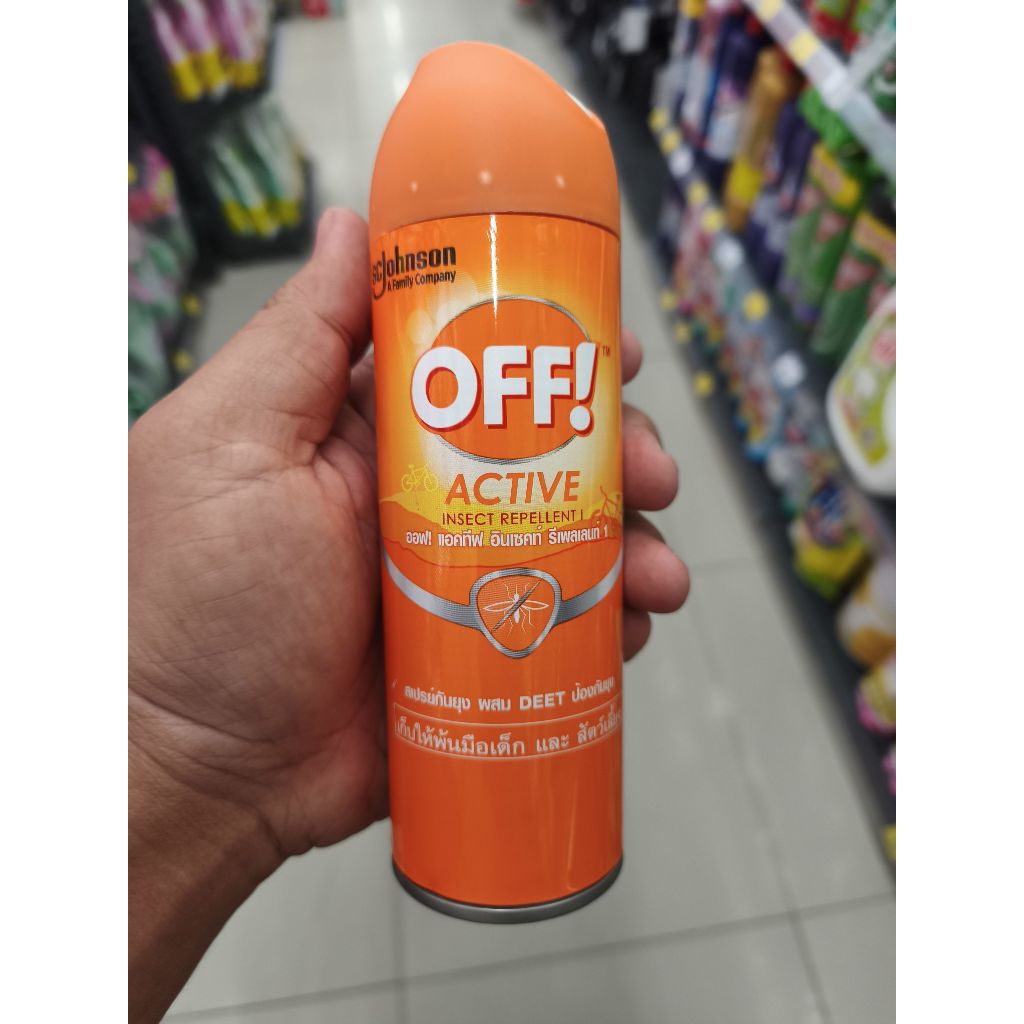 SCJohnson
A Family Company
OFF!™
ACTIVE
INSECT REPELLENT 1
ออฟ! แอคทีฟ อินเซคท์ รีเพลเลนท์ 1
สเปรย์กันยุง ผสม DEET ป้องกันยุง
เก็บให้พ้นมือเด็ก และ สัตว์เลี้ยง